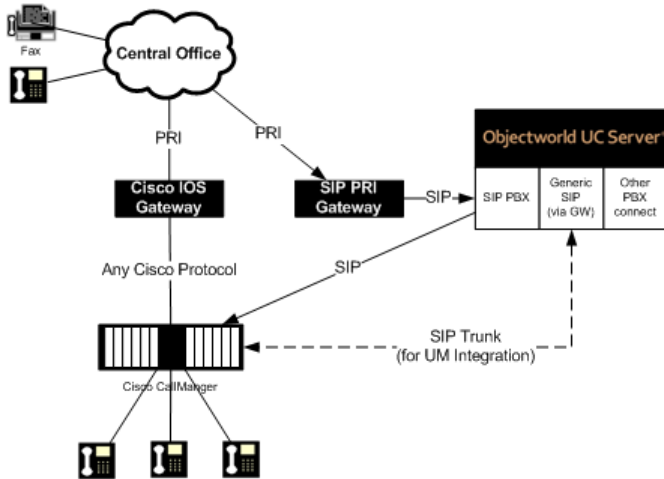 Fax
Central Office
PRI
PRI
Objectworld UC Server
Cisco IOS
Gateway
SIP PRI
Gateway
SIP
SIP PBX
Generic
SIP
(via GW)
Other
PBX
connect
Any Cisco Protocol
SIP
SIP Trunk
(for UM Integration)
Cisco CallManger